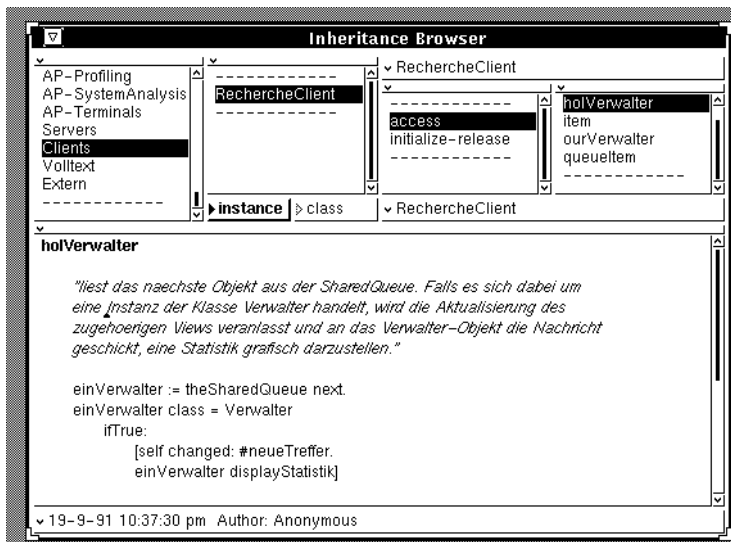 Inheritance Browser
AP-Profiling
AP-SystemAnalysis
AP-Terminals
Servers
Clients
Volltext
Extern
- - - - - - - - - - - -
- - - - - - - - - - - -
RechercheClient
- - - - - - - - - - - -
instance
class
RechercheClient
- - - - - - - - - - - -
access
initialize-release
- - - - - - - - - - - -
holVerwalter
item
ourVerwalter
queueItem
- - - - - - - - - - - -
RechercheClient
holVerwalter
"liest das naechste Objekt aus der SharedQueue. Falls es sich dabei um
eine Instanz der Klasse Verwalter handelt, wird die Aktualisierung des
zugehoerigen Views veranlasst und an das Verwalter-Objekt die Nachricht
geschickt, eine Statistik grafisch darzustellen."
einVerwalter := theSharedQueue next.
einVerwalter class = Verwalter
ifTrue:
[self changed: #neueTreffer.
einVerwalter displayStatistik]
19-9-91 10:37:30 pm Author: Anonymous